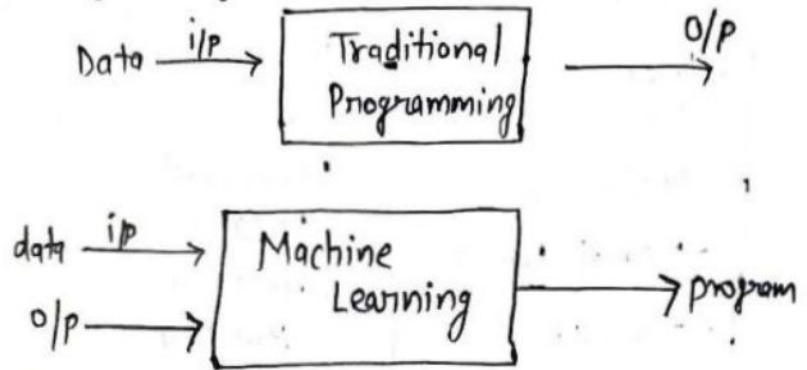 Data i/p Traditional Programming O/P
data i/p Machine Learning program
o/p